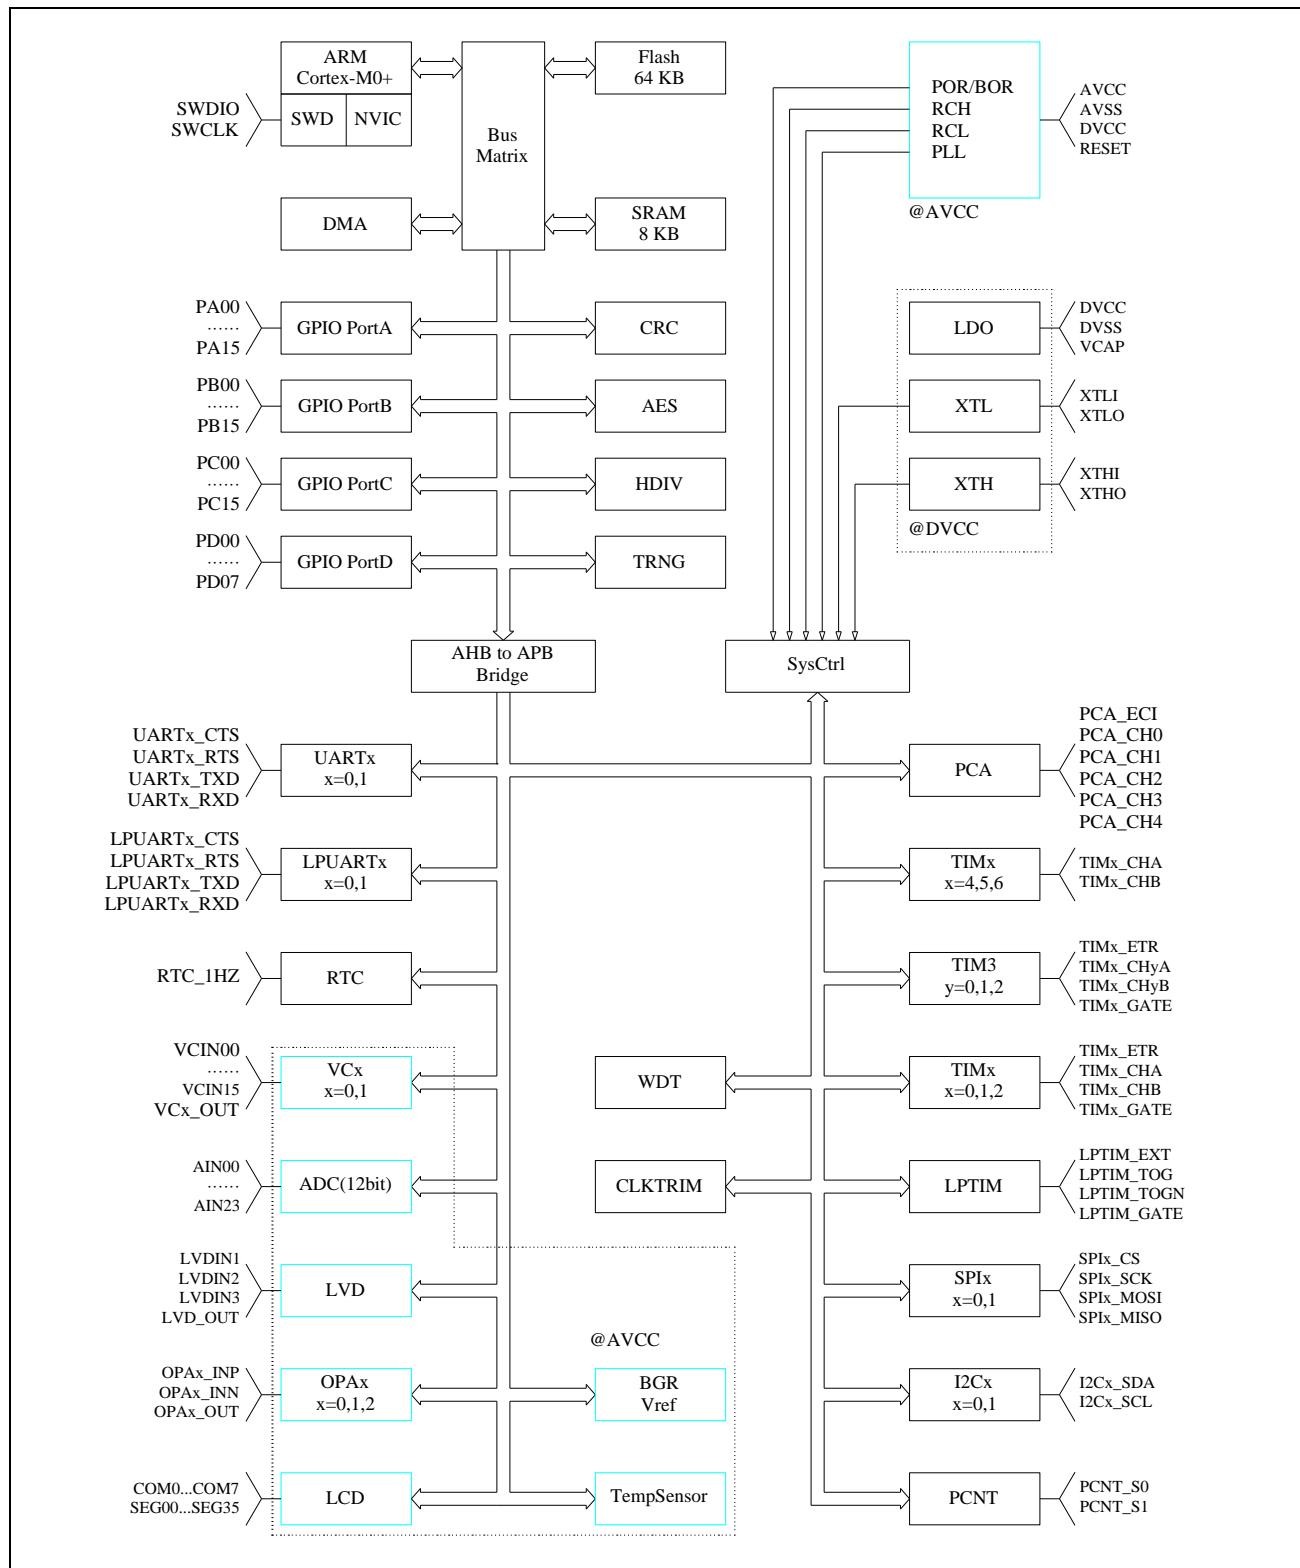 ARM
Cortex-M0+
SWD
NVIC
SWDIO
SWCLK
Bus
Matrix
Flash
64 KB
DMA
SRAM
8 KB
POR/BOR
RCH
RCL
PLL
@AVCC
AVCC
AVSS
DVCC
RESET
PA00
......
PA15
GPIO PortA
CRC
LDO
DVCC
DVSS
VCAP
PB00
......
PB15
GPIO PortB
AES
XTL
XTLI
XTLO
PC00
......
PC15
GPIO PortC
HDIV
XTH
@DVCC
XTHI
XTHO
PD00
......
PD07
GPIO PortD
TRNG
AHB to APB
Bridge
SysCtrl
UARTx_CTS
UARTx_RTS
UARTx_TXD
UARTx_RXD
UARTx
x=0,1
PCA
PCA_ECI
PCA_CH0
PCA_CH1
PCA_CH2
PCA_CH3
PCA_CH4
LPUARTx_CTS
LPUARTx_RTS
LPUARTx_TXD
LPUARTx_RXD
LPUARTx
x=0,1
TIMx
x=4,5,6
TIMx_CHA
TIMx_CHB
RTC_1HZ
RTC
TIM3
y=0,1,2
TIMx_ETR
TIMx_CHyA
TIMx_CHyB
TIMx_GATE
VCIN00
......
VCIN15
VCx_OUT
VCx
x=0,1
WDT
TIMx
x=0,1,2
TIMx_ETR
TIMx_CHA
TIMx_CHB
TIMx_GATE
AIN00
......
AIN23
ADC(12bit)
CLKTRIM
LPTIM
LPTIM_EXT
LPTIM_TOG
LPTIM_TOGN
LPTIM_GATE
LVDIN1
LVDIN2
LVDIN3
LVD_OUT
LVD
SPIx
x=0,1
SPIx_CS
SPIx_SCK
SPIx_MOSI
SPIx_MISO
@AVCC
OPAx_INP
OPAx_INN
OPAx_OUT
OPAx
x=0,1,2
BGR
Vref
I2Cx
x=0,1
I2Cx_SDA
I2Cx_SCL
COM0...COM7
SEG00...SEG35
LCD
TempSensor
PCNT
PCNT_S0
PCNT_S1